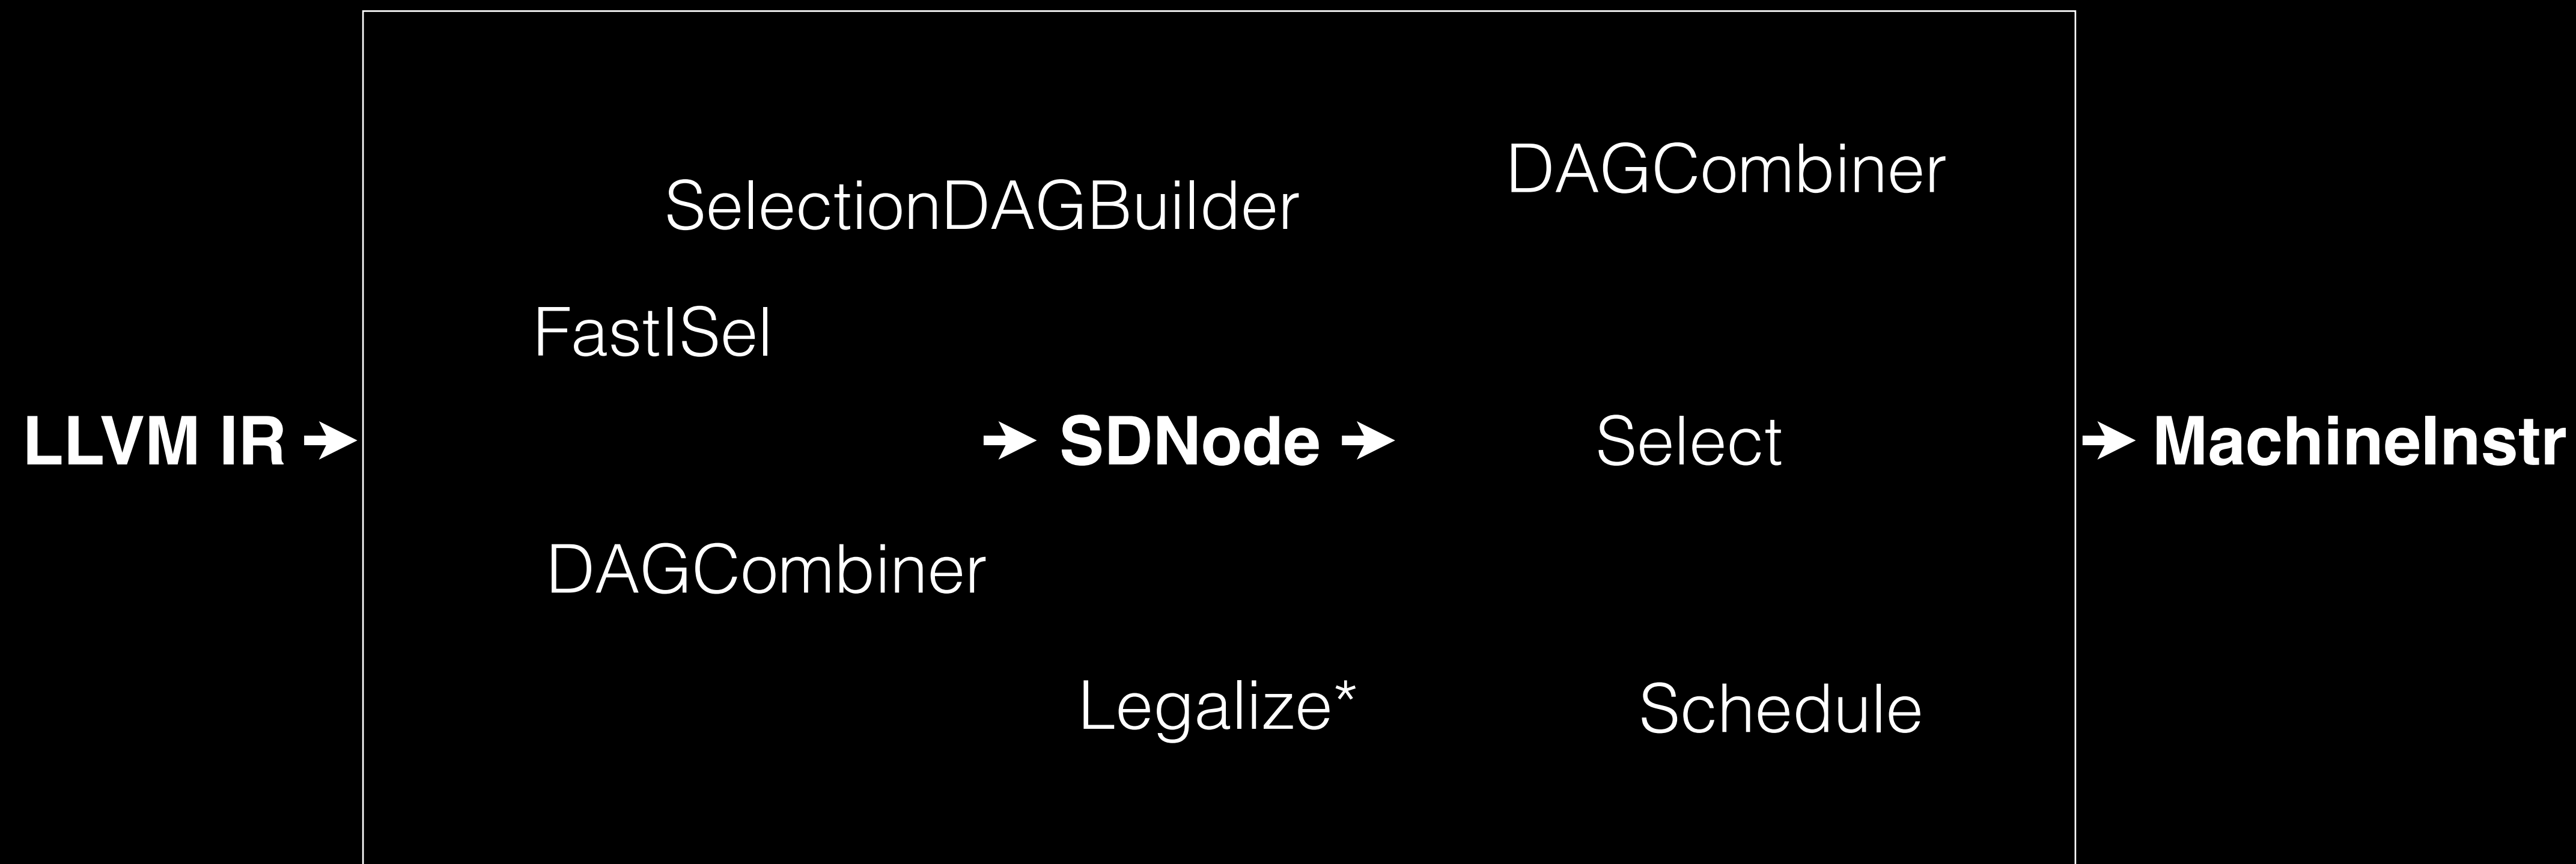 DAGCombiner
SelectionDAGBuilder
FastISel
LLVM IR → → SDNode → Select → MachineInstr
DAGCombiner
Legalize*
Schedule